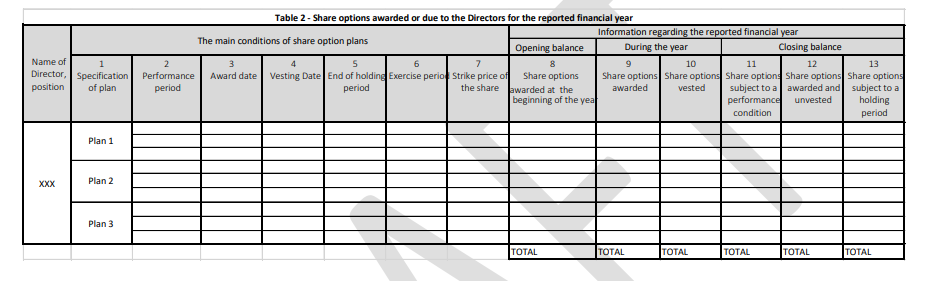 Table 2 - Share options awarded or due to the Directors for the reported financial year
Name of Director, position
The main conditions of share option plans
Information regarding the reported financial year
Opening balance
During the year
Closing balance
1 Specification of plan
2 Performance period
3 Award date
4 Vesting Date
5 End of holding period
6 Exercise period
7 Strike price of the share
8 Share options awarded at the beginning of the year
9 Share options awarded
10 Share options vested
11 Share options subject to a performance condition
12 Share options awarded and unvested
13 Share options subject to a holding period
XXX
Plan 1
Plan 2
Plan 3
TOTAL TOTAL TOTAL TOTAL TOTAL TOTAL